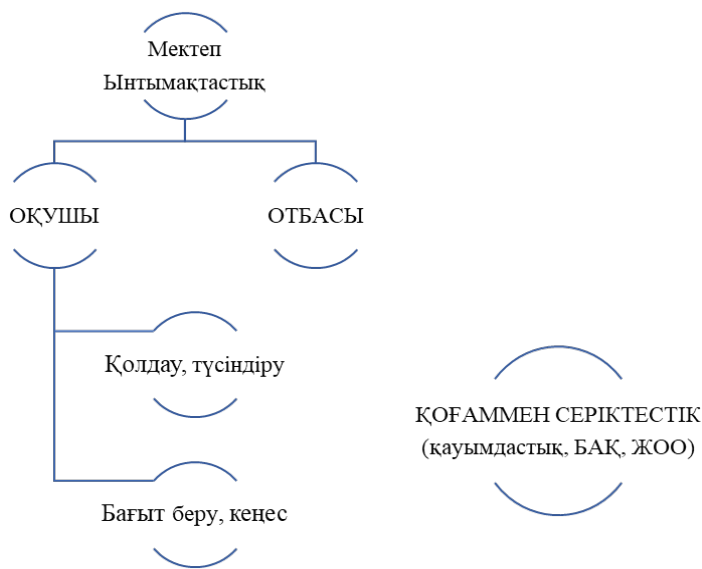 Мектеп
Ынтымақтастық
ОҚУШЫ
ОТБАСЫ
Қолдау, түсіндіру
ҚОҒАММЕН СЕРІКТЕСТІК
(қауымдастық, БАҚ, ЖОО)
Бағыт беру, кеңес